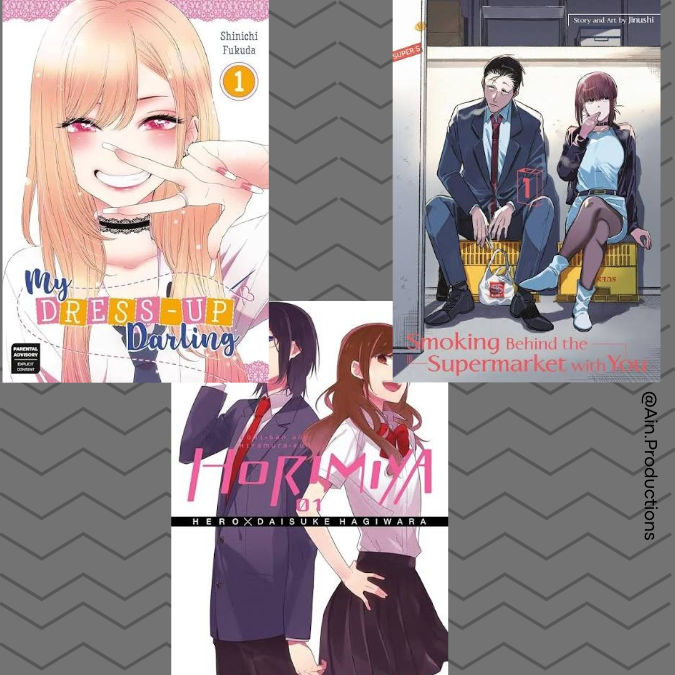 Shinichi
Fukuda
1
My
DRESS-UP
Darling
PARENTAL
ADVISORY
EXPLICIT
CONTENT
Story and Art by Jinushi
SUPER S
1
Smoking Behind the
Supermarket with You
HORIMIYA
01
HERO X DAISUKE HAGIWARA
@Ain.Productions